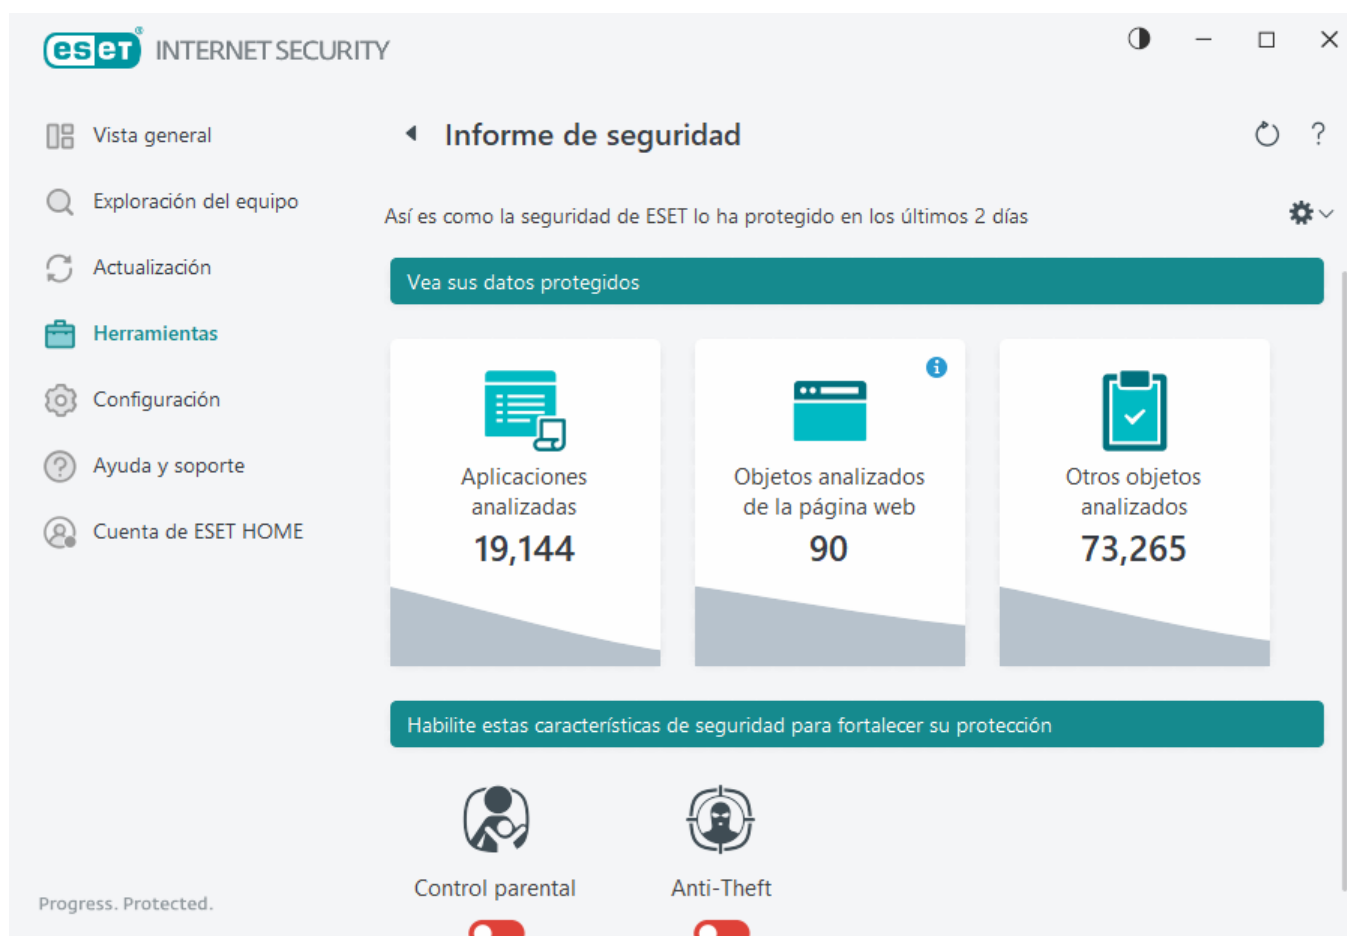 eset® INTERNET SECURITY
Vista general
Exploración del equipo
Actualización
Herramientas
Configuración
Ayuda y soporte
Cuenta de ESET HOME
Progress. Protected.
Informe de seguridad
?
Así es como la seguridad de ESET lo ha protegido en los últimos 2 días
Vea sus datos protegidos
Aplicaciones
analizadas
19,144
Objetos analizados
de la página web
90
Otros objetos
analizados
73,265
Habilite estas características de seguridad para fortalecer su protección
Control parental
Anti-Theft